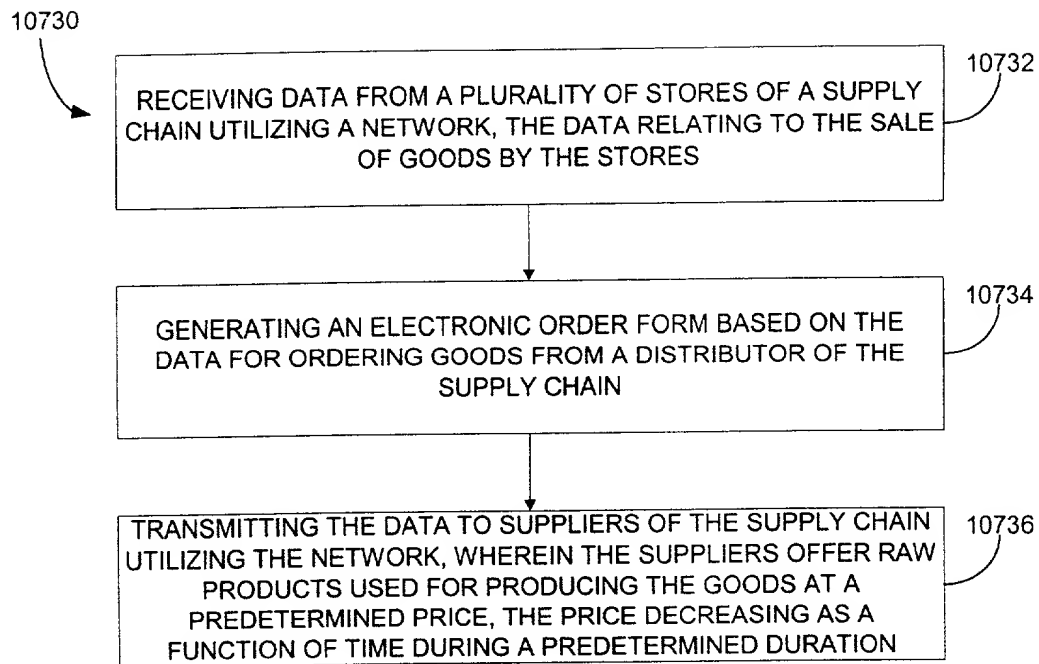 10730
10732
RECEIVING DATA FROM A PLURALITY OF STORES OF A SUPPLY
CHAIN UTILIZING A NETWORK, THE DATA RELATING TO THE SALE
OF GOODS BY THE STORES
10734
GENERATING AN ELECTRONIC ORDER FORM BASED ON THE
DATA FOR ORDERING GOODS FROM A DISTRIBUTOR OF THE
SUPPLY CHAIN
10736
TRANSMITTING THE DATA TO SUPPLIERS OF THE SUPPLY CHAIN
UTILIZING THE NETWORK, WHEREIN THE SUPPLIERS OFFER RAW
PRODUCTS USED FOR PRODUCING THE GOODS AT A
PREDETERMINED PRICE, THE PRICE DECREASING AS A
FUNCTION OF TIME DURING A PREDETERMINED DURATION